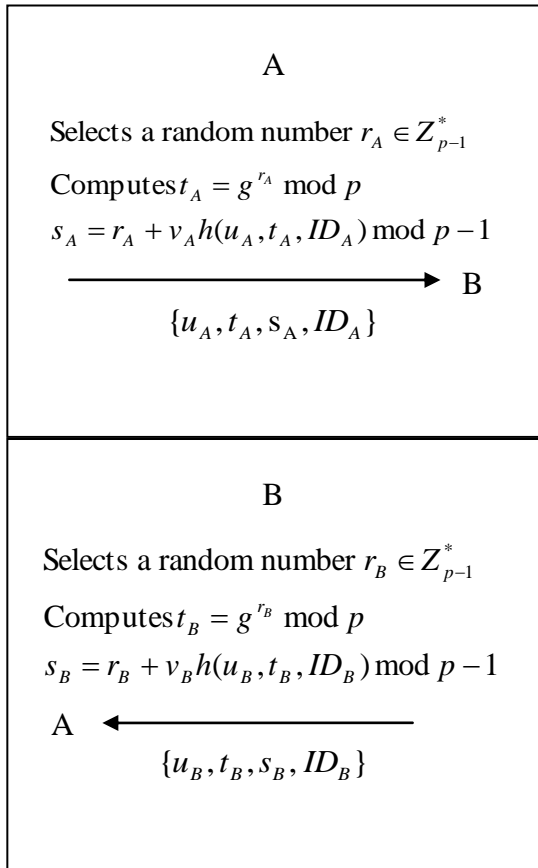 A
Selects a random number r_A ∈ Z*_{p-1}
Computes t_A = g^{r_A} mod p
s_A = r_A + v_A h(u_A, t_A, ID_A) mod p − 1
B
{u_A, t_A, s_A, ID_A}
B
Selects a random number r_B ∈ Z*_{p-1}
Computes t_B = g^{r_B} mod p
s_B = r_B + v_B h(u_B, t_B, ID_B) mod p − 1
A
{u_B, t_B, s_B, ID_B}